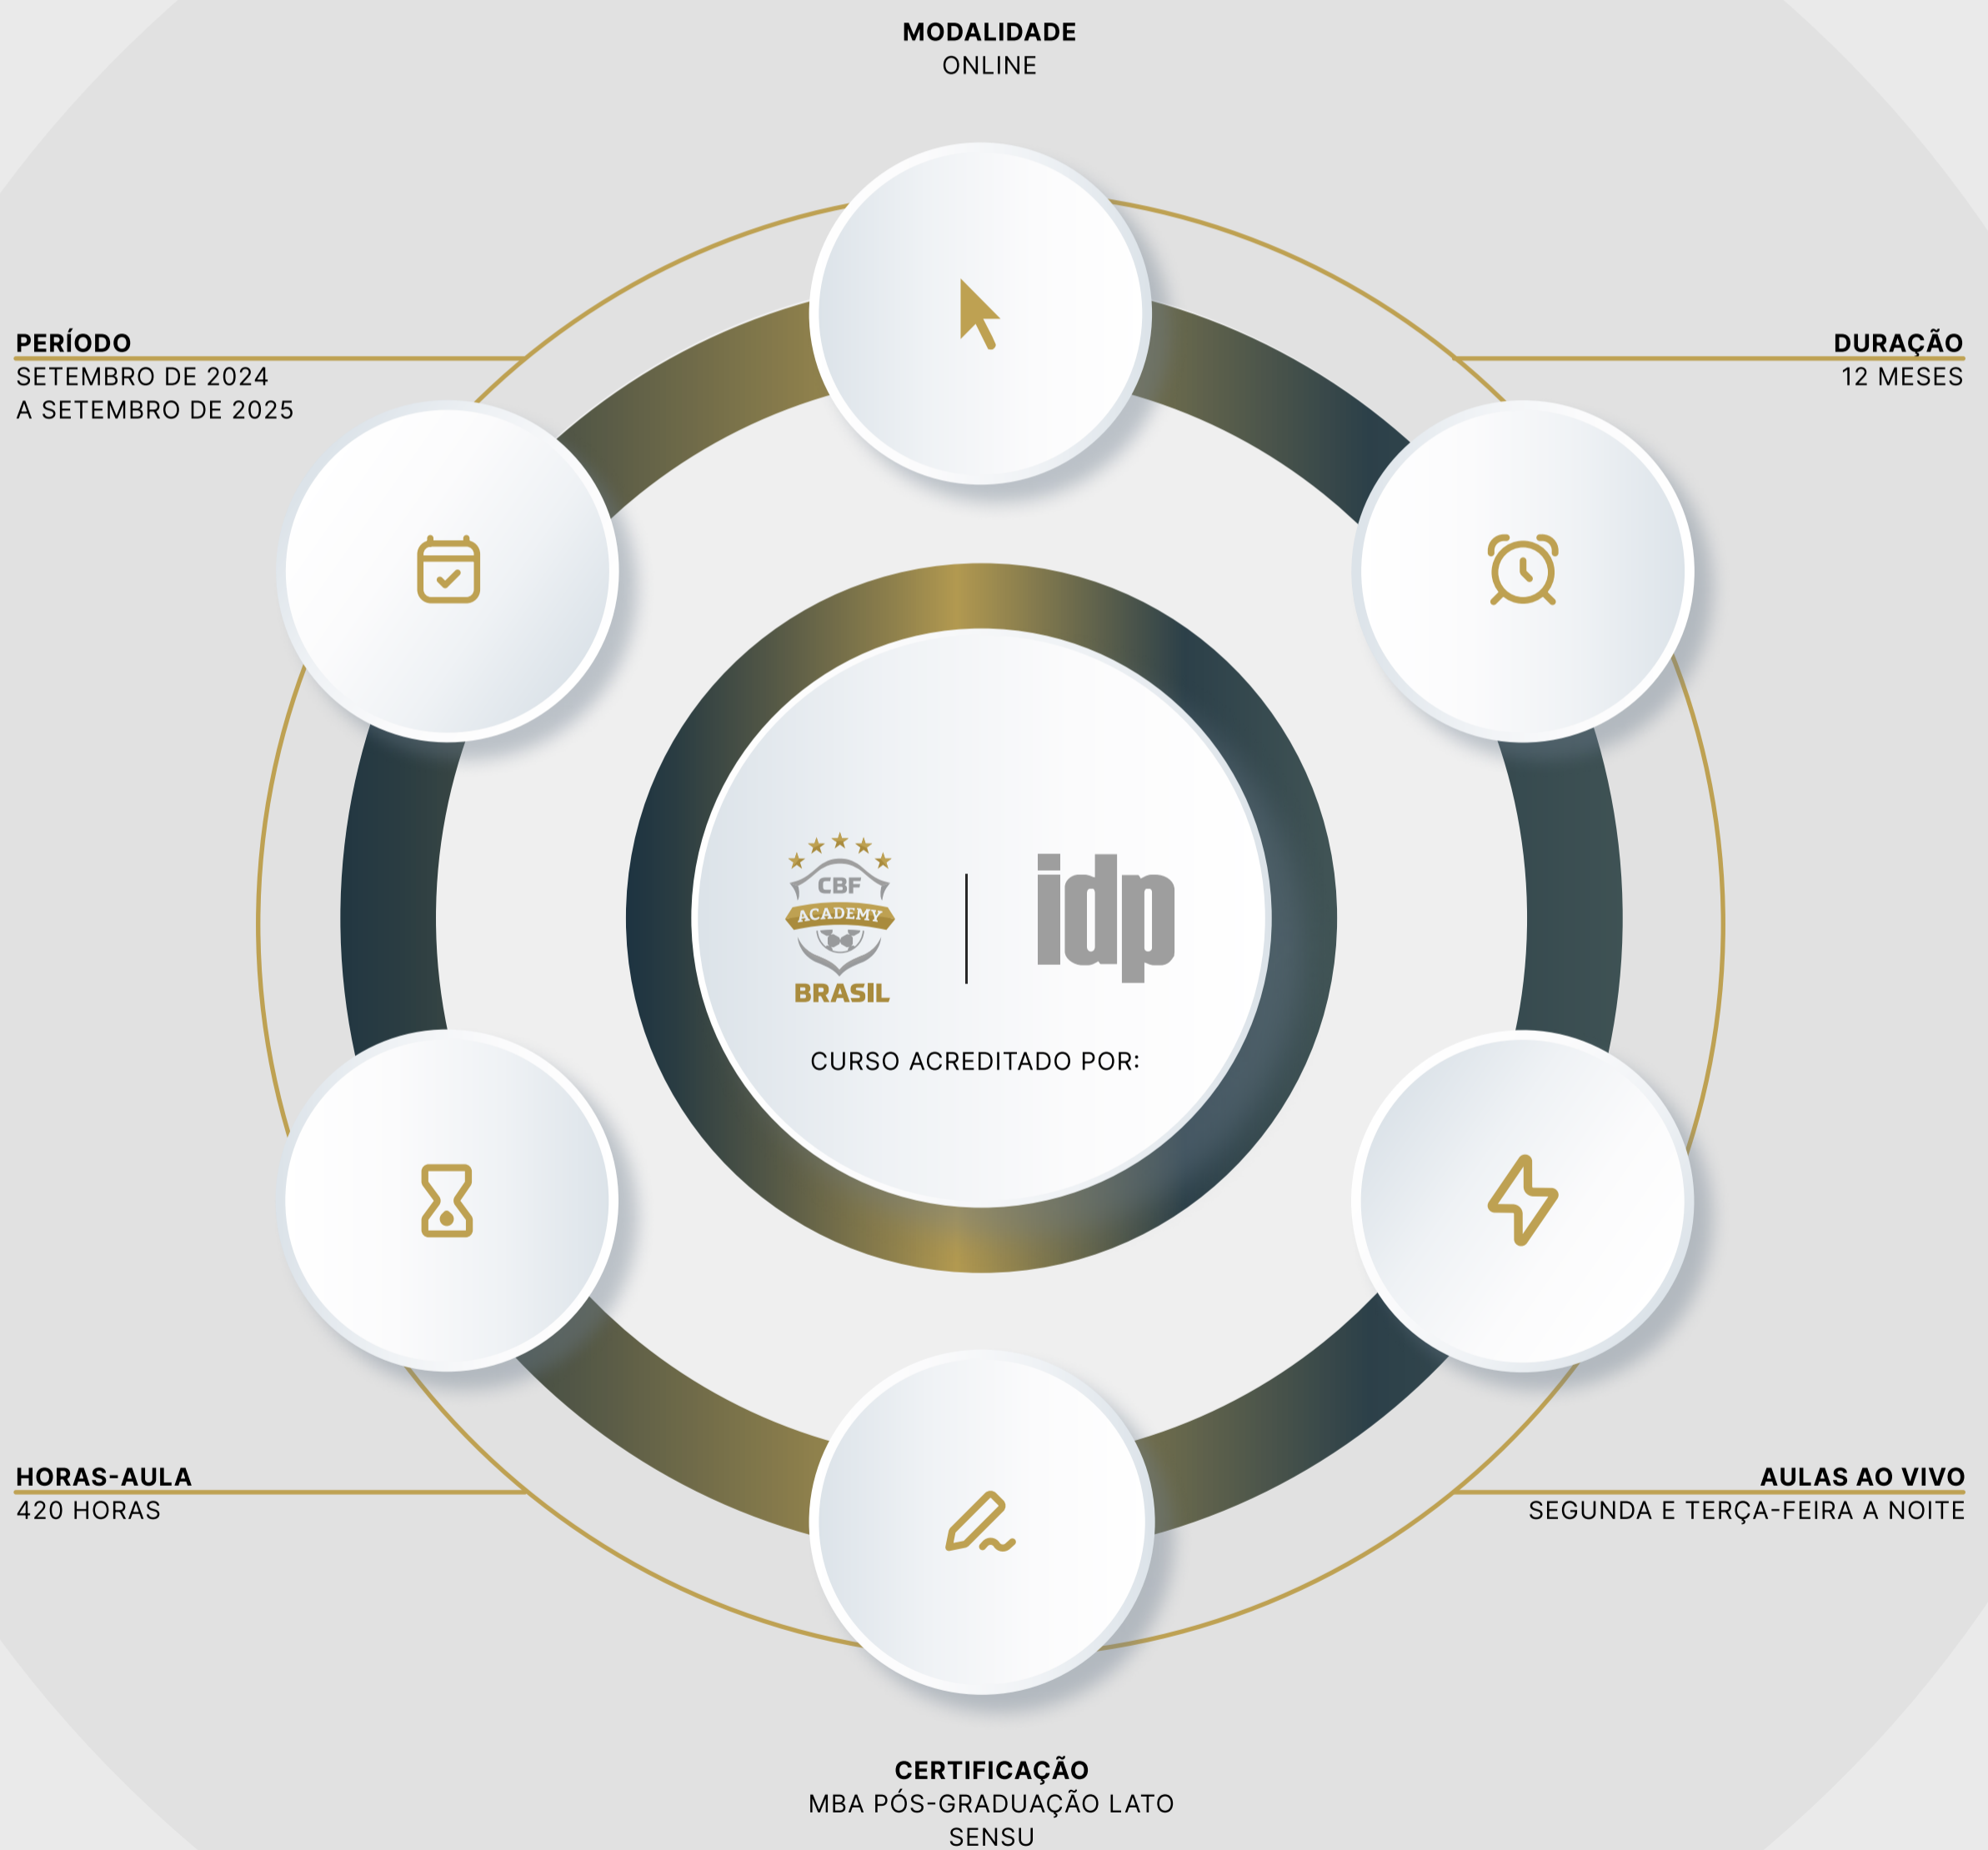 MODALIDADE
ONLINE
PERÍODO
SETEMBRO DE 2024
A SETEMBRO DE 2025
DURAÇÃO
12 MESES
CBF
ACADEMY
BRASIL
idp
CURSO ACREDITADO POR:
HORAS-AULA
420 HORAS
AULAS AO VIVO
SEGUNDA E TERÇA-FEIRA A NOITE
CERTIFICAÇÃO
MBA PÓS-GRADUAÇÃO LATO
SENSU